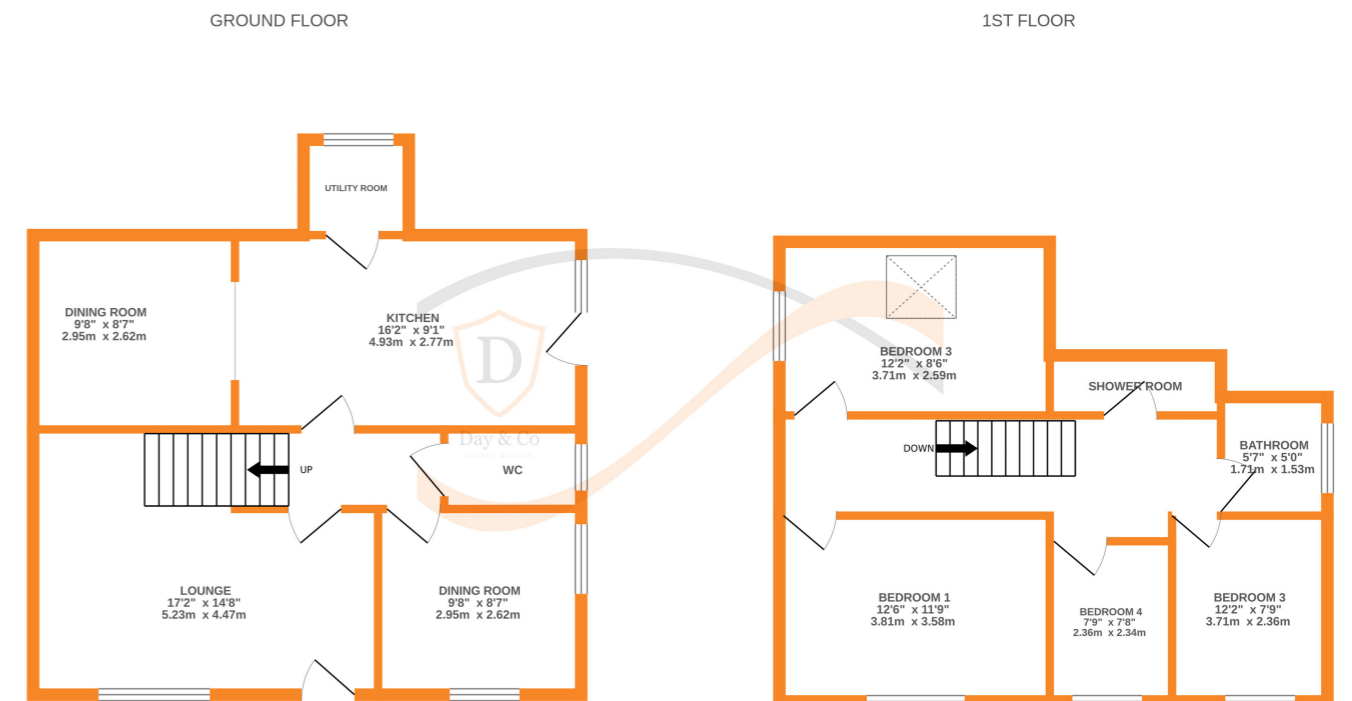 GROUND FLOOR
1ST FLOOR
UTILITY ROOM
DINING ROOM
9'8" x 8'7"
2.95m x 2.62m
KITCHEN
16'2" x 9'1"
4.93m x 2.77m
D
Day & Co
ESTATE AGENTS
UP
WC
LOUNGE
17'2" x 14'8"
5.23m x 4.47m
DINING ROOM
9'8" x 8'7"
2.95m x 2.62m
BEDROOM 3
12'2" x 8'6"
3.71m x 2.59m
SHOWER ROOM
DOWN
BATHROOM
5'7" x 5'0"
1.71m x 1.53m
BEDROOM 1
12'6" x 11'9"
3.81m x 3.58m
BEDROOM 4
7'9" x 7'8"
2.36m x 2.34m
BEDROOM 3
12'2" x 7'9"
3.71m x 2.36m